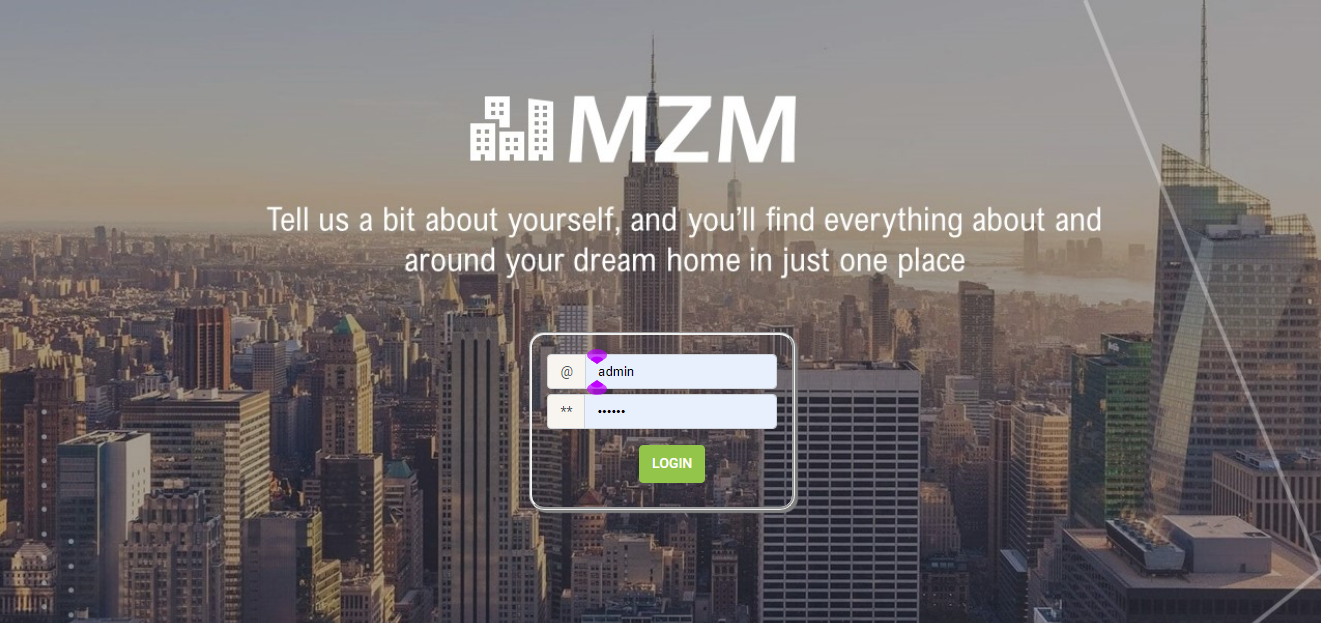 MZM
Tell us a bit about yourself, and you'll find everything about and
around your dream home in just one place
@ admin
** ••••••
LOGIN